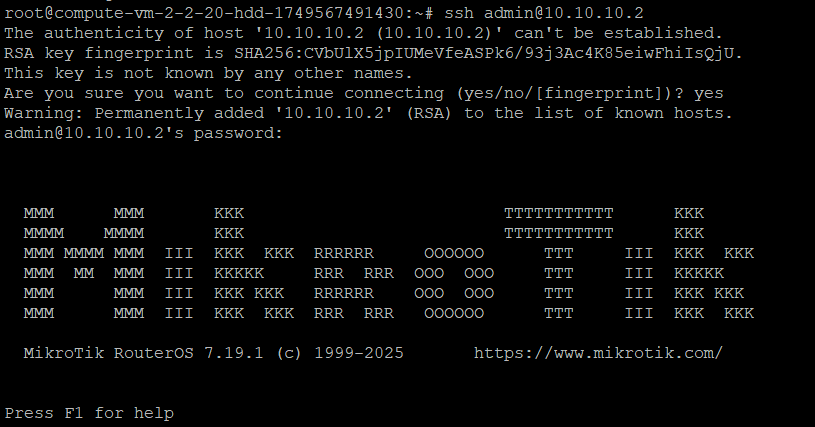 root@compute-vm-2-2-20-hdd-1749567491430:~# ssh admin@10.10.10.2
The authenticity of host '10.10.10.2 (10.10.10.2)' can't be established.
RSA key fingerprint is SHA256:CVbUlX5jpIUMeVfeASPk6/93j3Ac4K85eiwFhiIsQjU.
This key is not known by any other names.
Are you sure you want to continue connecting (yes/no/[fingerprint])? yes
Warning: Permanently added '10.10.10.2' (RSA) to the list of known hosts.
admin@10.10.10.2's password:
  MMM      MMM       KKK                          TTTTTTTTTTT      KKK
  MMMM    MMMM       KKK                          TTTTTTTTTTT      KKK
  MMM MMMM MMM  III  KKK  KKK  RRRRRR     OOOOOO      TTT     III  KKK  KKK
  MMM  MM  MMM  III  KKKKK     RRR  RRR  OOO  OOO     TTT     III  KKKKK
  MMM      MMM  III  KKK KKK   RRRRRR    OOO  OOO     TTT     III  KKK KKK
  MMM      MMM  III  KKK  KKK  RRR  RRR   OOOOOO      TTT     III  KKK  KKK
  MikroTik RouterOS 7.19.1 (c) 1999-2025       https://www.mikrotik.com/
Press F1 for help